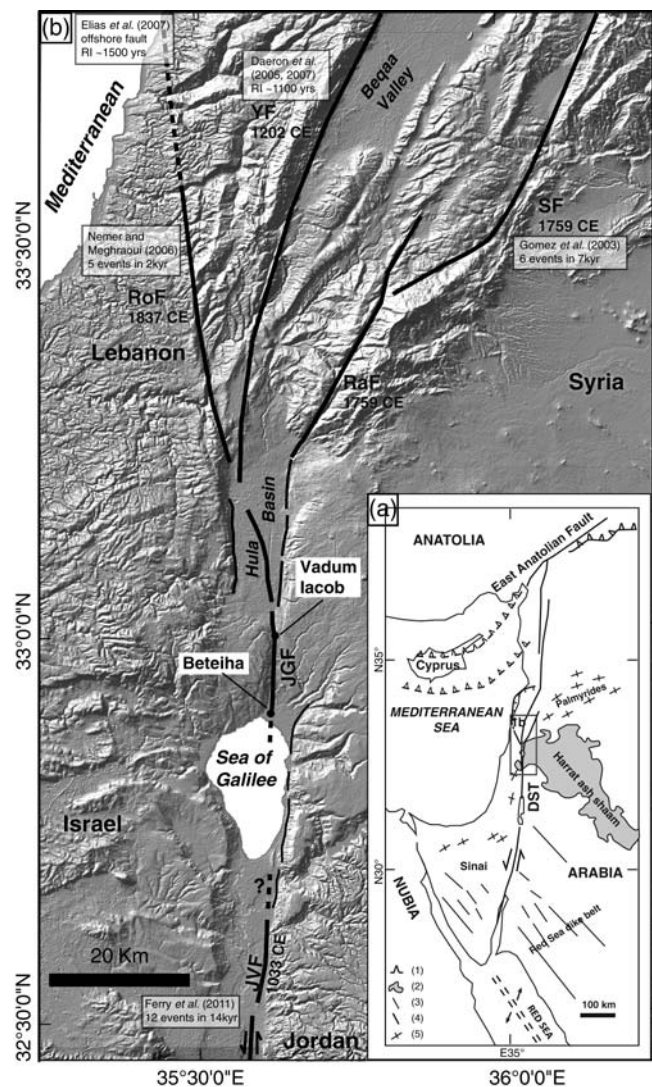 (b)
Elias et al. (2007)
offshore fault
RI ~1500 yrs
Daeron et al.
(2005, 2007)
RI ~1100 yrs
YF
1202 CE
Beqaa
Valley
Mediterranean
SF
1759 CE
Gomez et al. (2003)
6 events in 7kyr
Nemer and
Meghraoui (2006)
5 events in 2kyr
RoF
1837 CE
Lebanon
RaF
1759 CE
Syria
Hula
Basin
Vadum
Iacob
Beteiha
JGF
Sea of
Galilee
Israel
?
20 Km
JVF
1033 CE
Ferry et al. (2011)
12 events in 14kyr
Jordan
33°30'0"N
33°0'0"N
32°30'0"N
35°30'0"E
36°0'0"E
(a)
ANATOLIA
East Anatolian Fault
N35°
Cyprus
Palmyrides
MEDITERRANEAN
SEA
b
Harrat ash shaam
DST
N30°
Sinai
ARABIA
NUBIA
Red Sea dike belt
(1)
(2)
(3)
(4)
(5)
RED SEA
100 km
E35°